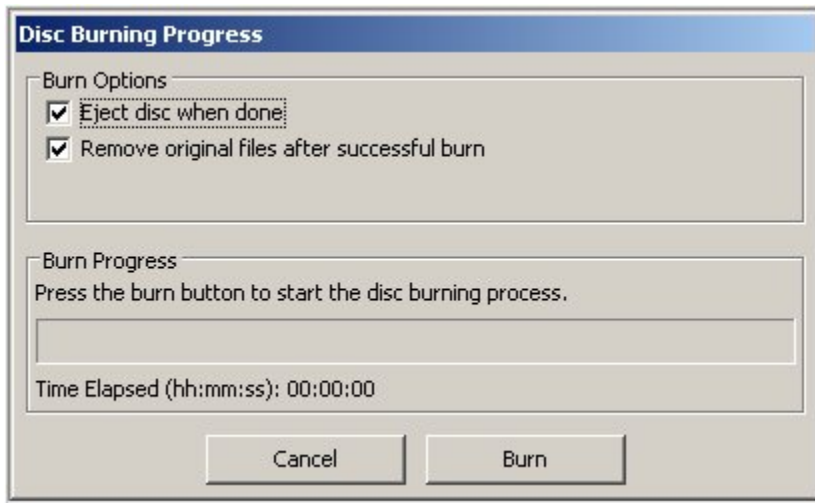 Disc Burning Progress
Burn Options
Eject disc when done
Remove original files after successful burn
Burn Progress
Press the burn button to start the disc burning process.
Time Elapsed (hh:mm:ss): 00:00:00
Cancel Burn